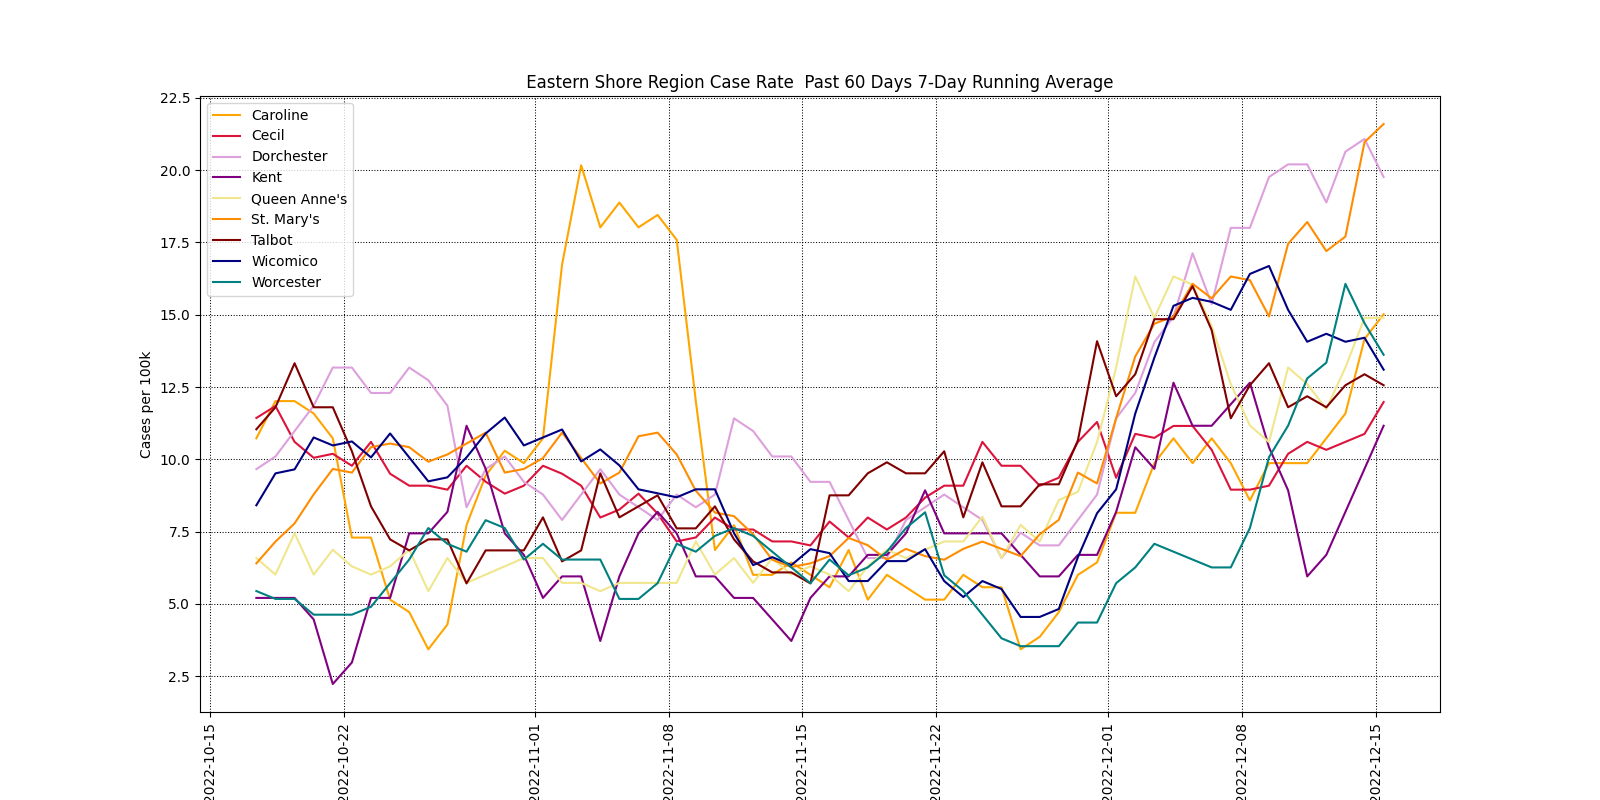 Eastern Shore Region Case Rate  Past 60 Days 7-Day Running Average
22.5
20.0
17.5
15.0
12.5
10.0
7.5
5.0
2.5
Cases per 100k
Caroline
Cecil
Dorchester
Kent
Queen Anne's
St. Mary's
Talbot
Wicomico
Worcester
2022-10-15
2022-10-22
2022-11-01
2022-11-08
2022-11-15
2022-11-22
2022-12-01
2022-12-08
2022-12-15